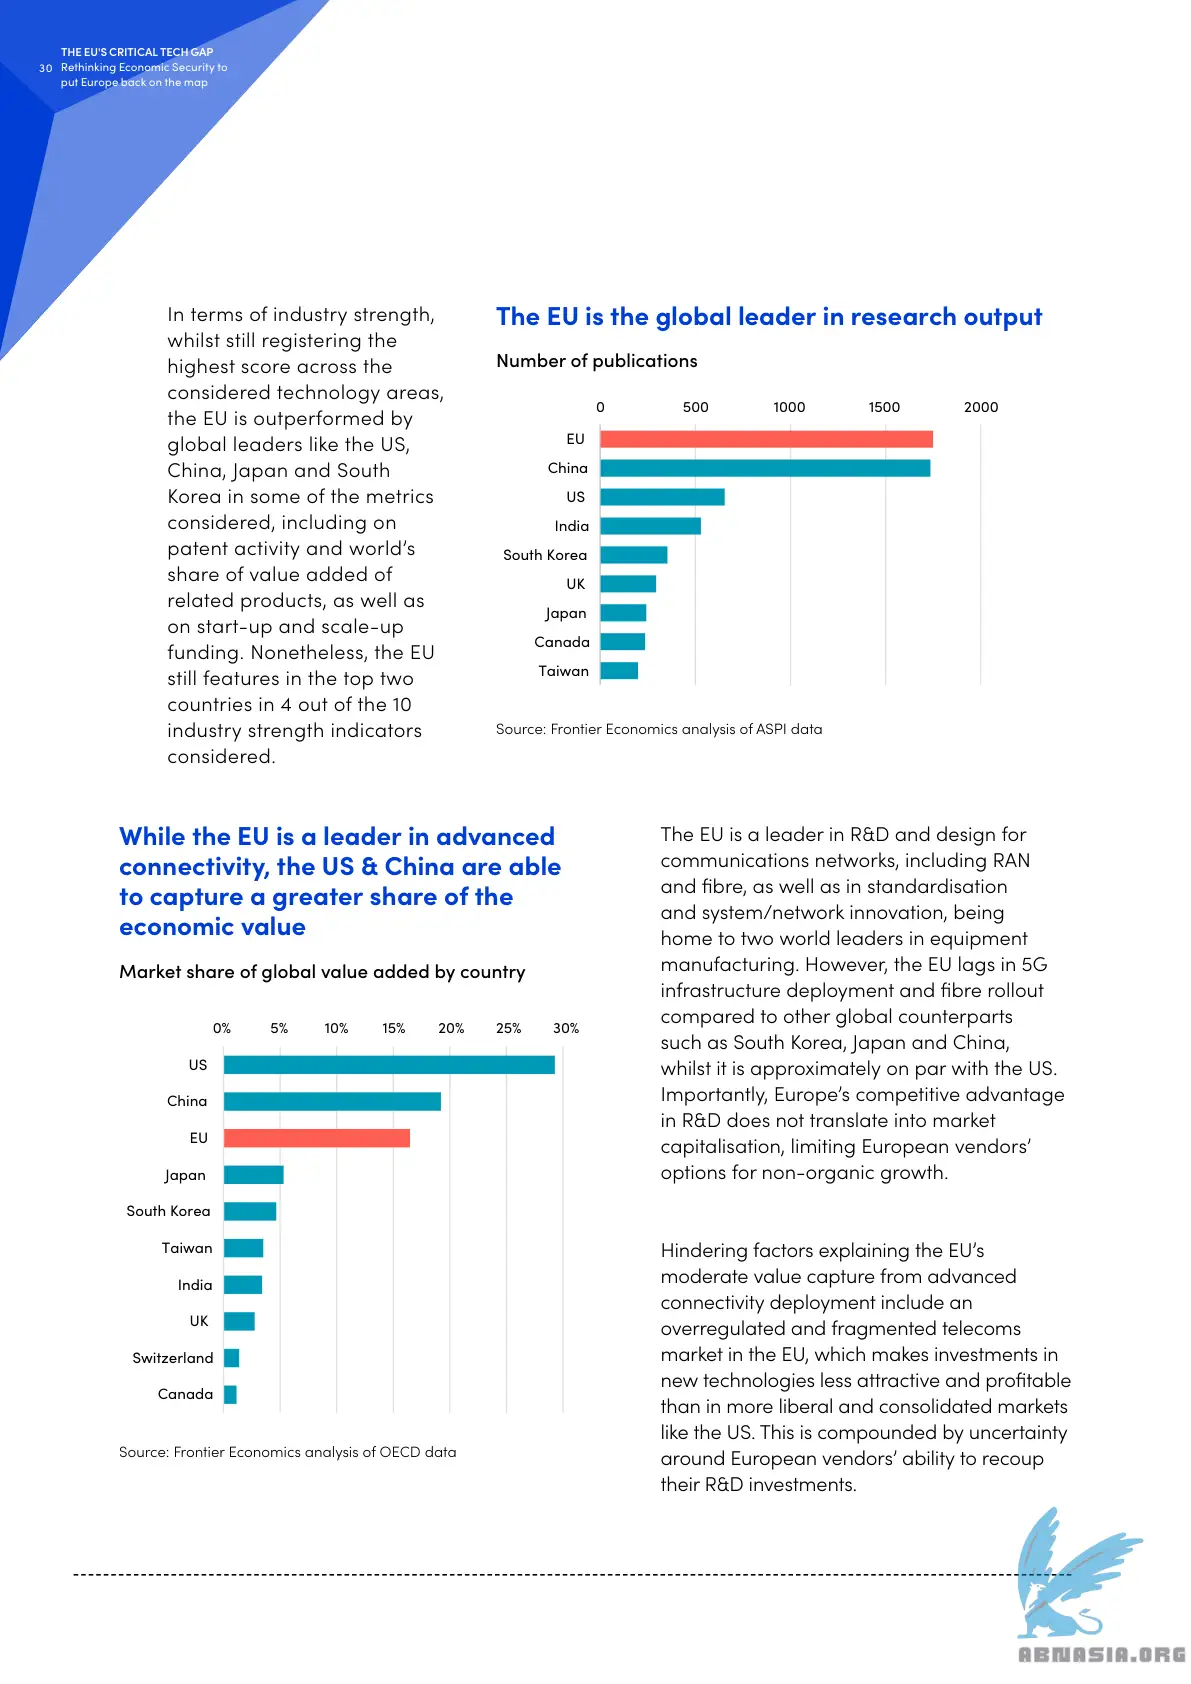 THE EU'S CRITICAL TECH GAP
30 Rethinking Economic Security to
put Europe back on the map
In terms of industry strength,
whilst still registering the
highest score across the
considered technology areas,
the EU is outperformed by
global leaders like the US,
China, Japan and South
Korea in some of the metrics
considered, including on
patent activity and world's
share of value added of
related products, as well as
on start-up and scale-up
funding. Nonetheless, the EU
still features in the top two
countries in 4 out of the 10
industry strength indicators
considered.
The EU is the global leader in research output
Number of publications
0 500 1000 1500 2000
EU
China
US
India
South Korea
UK
Japan
Canada
Taiwan
Source: Frontier Economics analysis of ASPI data
While the EU is a leader in advanced
connectivity, the US & China are able
to capture a greater share of the
economic value
Market share of global value added by country
0% 5% 10% 15% 20% 25% 30%
US
China
EU
Japan
South Korea
Taiwan
India
UK
Switzerland
Canada
Source: Frontier Economics analysis of OECD data
The EU is a leader in R&D and design for
communications networks, including RAN
and fibre, as well as in standardisation
and system/network innovation, being
home to two world leaders in equipment
manufacturing. However, the EU lags in 5G
infrastructure deployment and fibre rollout
compared to other global counterparts
such as South Korea, Japan and China,
whilst it is approximately on par with the US.
Importantly, Europe's competitive advantage
in R&D does not translate into market
capitalisation, limiting European vendors'
options for non-organic growth.
Hindering factors explaining the EU's
moderate value capture from advanced
connectivity deployment include an
overregulated and fragmented telecoms
market in the EU, which makes investments in
new technologies less attractive and profitable
than in more liberal and consolidated markets
like the US. This is compounded by uncertainty
around European vendors' ability to recoup
their R&D investments.
ABNASIA.ORG